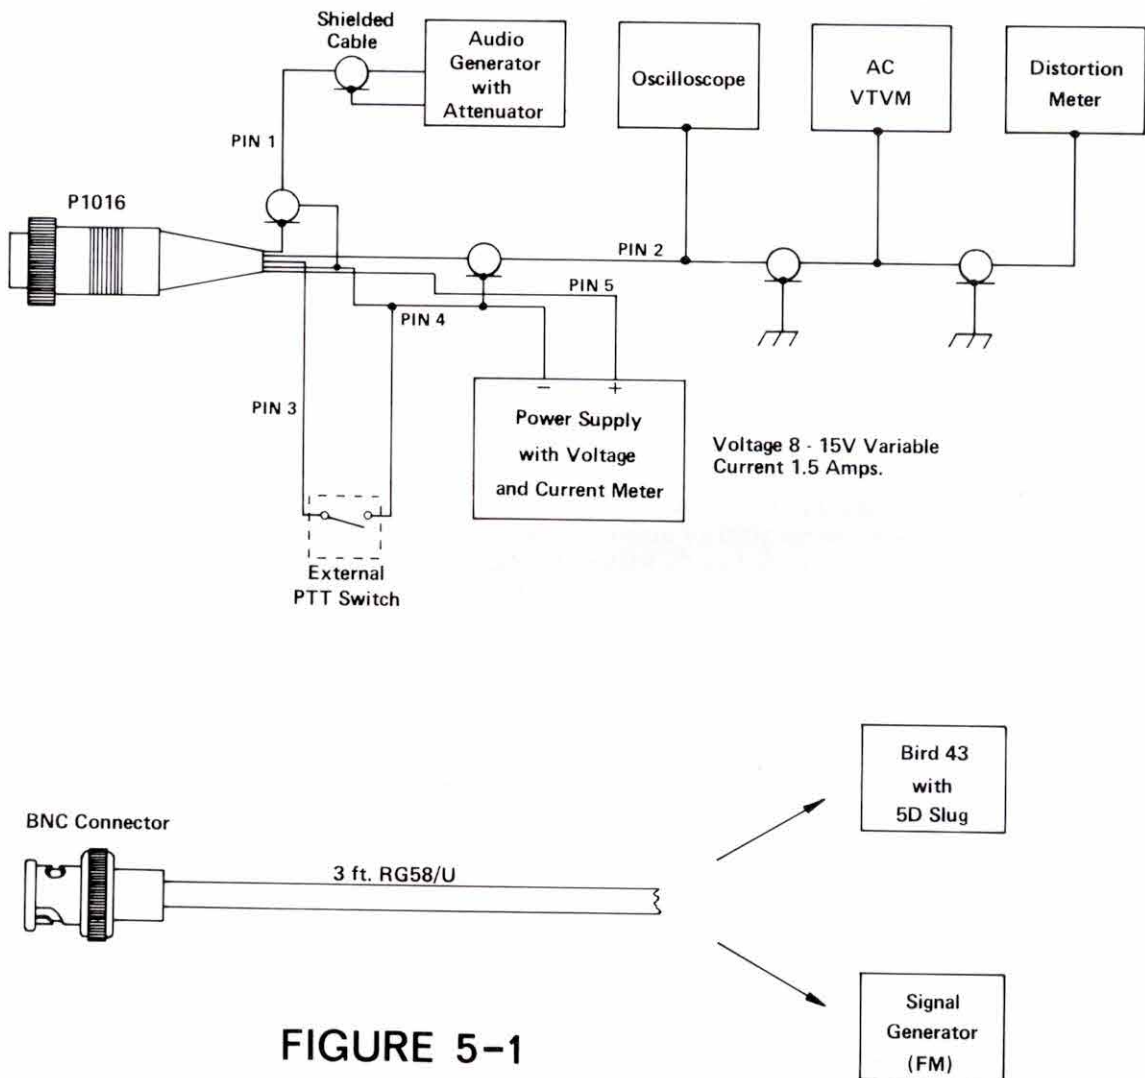 Shielded
Cable
Audio
Generator
with
Attenuator
Oscilloscope
AC
VTVM
Distortion
Meter
PIN 1
P1016
PIN 2
PIN 5
PIN 4
PIN 3
−
+
Power Supply
with Voltage
and Current Meter
Voltage 8 - 15V Variable
Current 1.5 Amps.
External
PTT Switch
Bird 43
with
5D Slug
BNC Connector
3 ft. RG58/U
Signal
Generator
(FM)
FIGURE 5-1